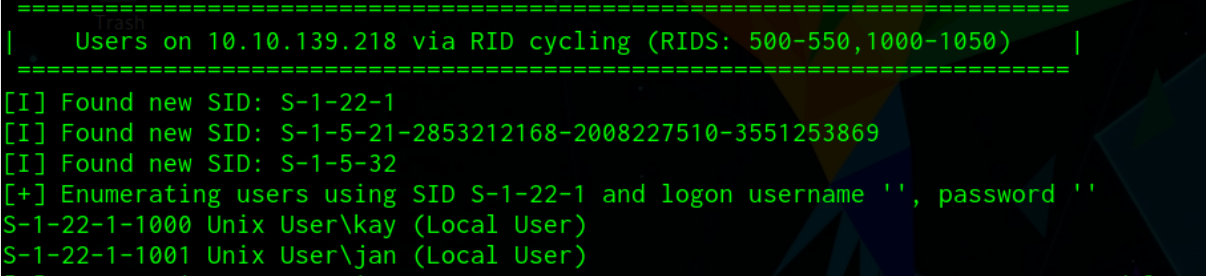 Trash
=====================================================================
|    Users on 10.10.139.218 via RID cycling (RIDS: 500-550,1000-1050)    |
=====================================================================
[I] Found new SID: S-1-22-1
[I] Found new SID: S-1-5-21-2853212168-2008227510-3551253869
[I] Found new SID: S-1-5-32
[+] Enumerating users using SID S-1-22-1 and logon username '', password ''
S-1-22-1-1000 Unix User\kay (Local User)
S-1-22-1-1001 Unix User\jan (Local User)